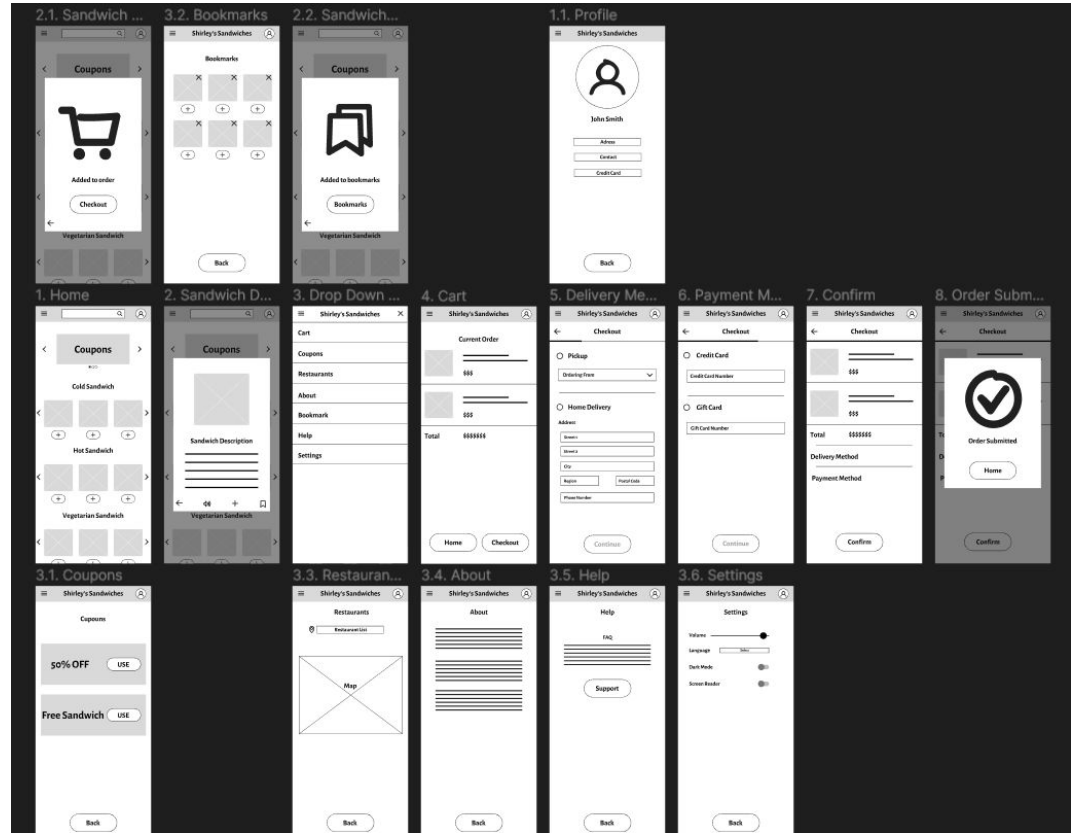 2.1. Sandwich ...
Coupons
Added to order
Checkout
Vegetarian Sandwich
3.2. Bookmarks
Shirley's Sandwiches
Bookmarks
2.2. Sandwich...
Coupons
Added to bookmarks
Bookmarks
Vegetarian Sandwich
Back
1.1. Profile
Shirley's Sandwiches
John Smith
Adress
Contact
Credit Card
Back
1. Home
Coupons
Cold Sandwich
Hot Sandwich
Vegetarian Sandwich
2. Sandwich D...
Coupons
Sandwich Description
Vegetarian Sandwich
3. Drop Down ...
Shirley's Sandwiches
Cart
Coupons
Restaurants
About
Bookmark
Help
Settings
4. Cart
Shirley's Sandwiches
Current Order
$$$
$$$
Total $$$$$$$
Home
Checkout
5. Delivery Me...
Shirley's Sandwiches
Checkout
Pickup
Ordering From
Home Delivery
Address
Street1
Street2
City
Region
Postal Code
Phone Number
Continue
6. Payment M...
Shirley's Sandwiches
Checkout
Credit Card
Credit Card Number
Gift Card
Gift Card Number
Continue
7. Confirm
Shirley's Sandwiches
Checkout
$$$
$$$
Total $$$$$$$
Delivery Method
Payment Method
Confirm
8. Order Subm...
Shirley's Sandwiches
Checkout
Order Submitted
Home
Confirm
3.1. Coupons
Shirley's Sandwiches
Cupouns
50% OFF
USE
Free Sandwich
USE
Back
3.3. Restauran...
Shirley's Sandwiches
Restaurants
Restaurant List
Map
Back
3.4. About
Shirley's Sandwiches
About
Back
3.5. Help
Shirley's Sandwiches
Help
FAQ
Support
Back
3.6. Settings
Shirley's Sandwiches
Settings
Volume
Language
Select
Dark Mode
Screen Reader
Back